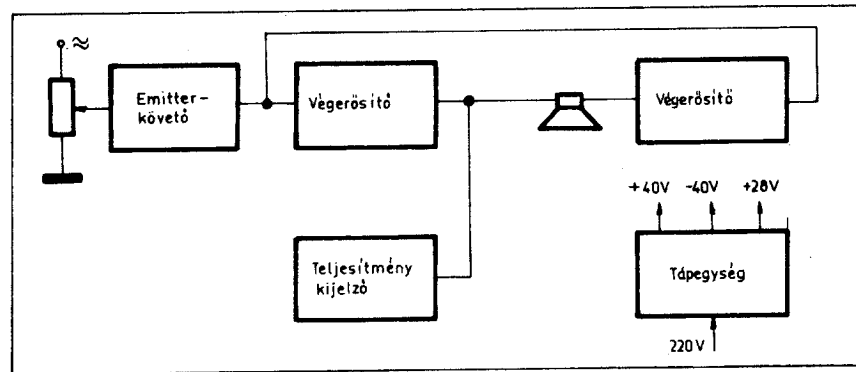 ≈
Emitter-
követő
Végerősítő
Végerősítő
+40V -40V +28V
Teljesítmény
kijelző
Tápegység
220V